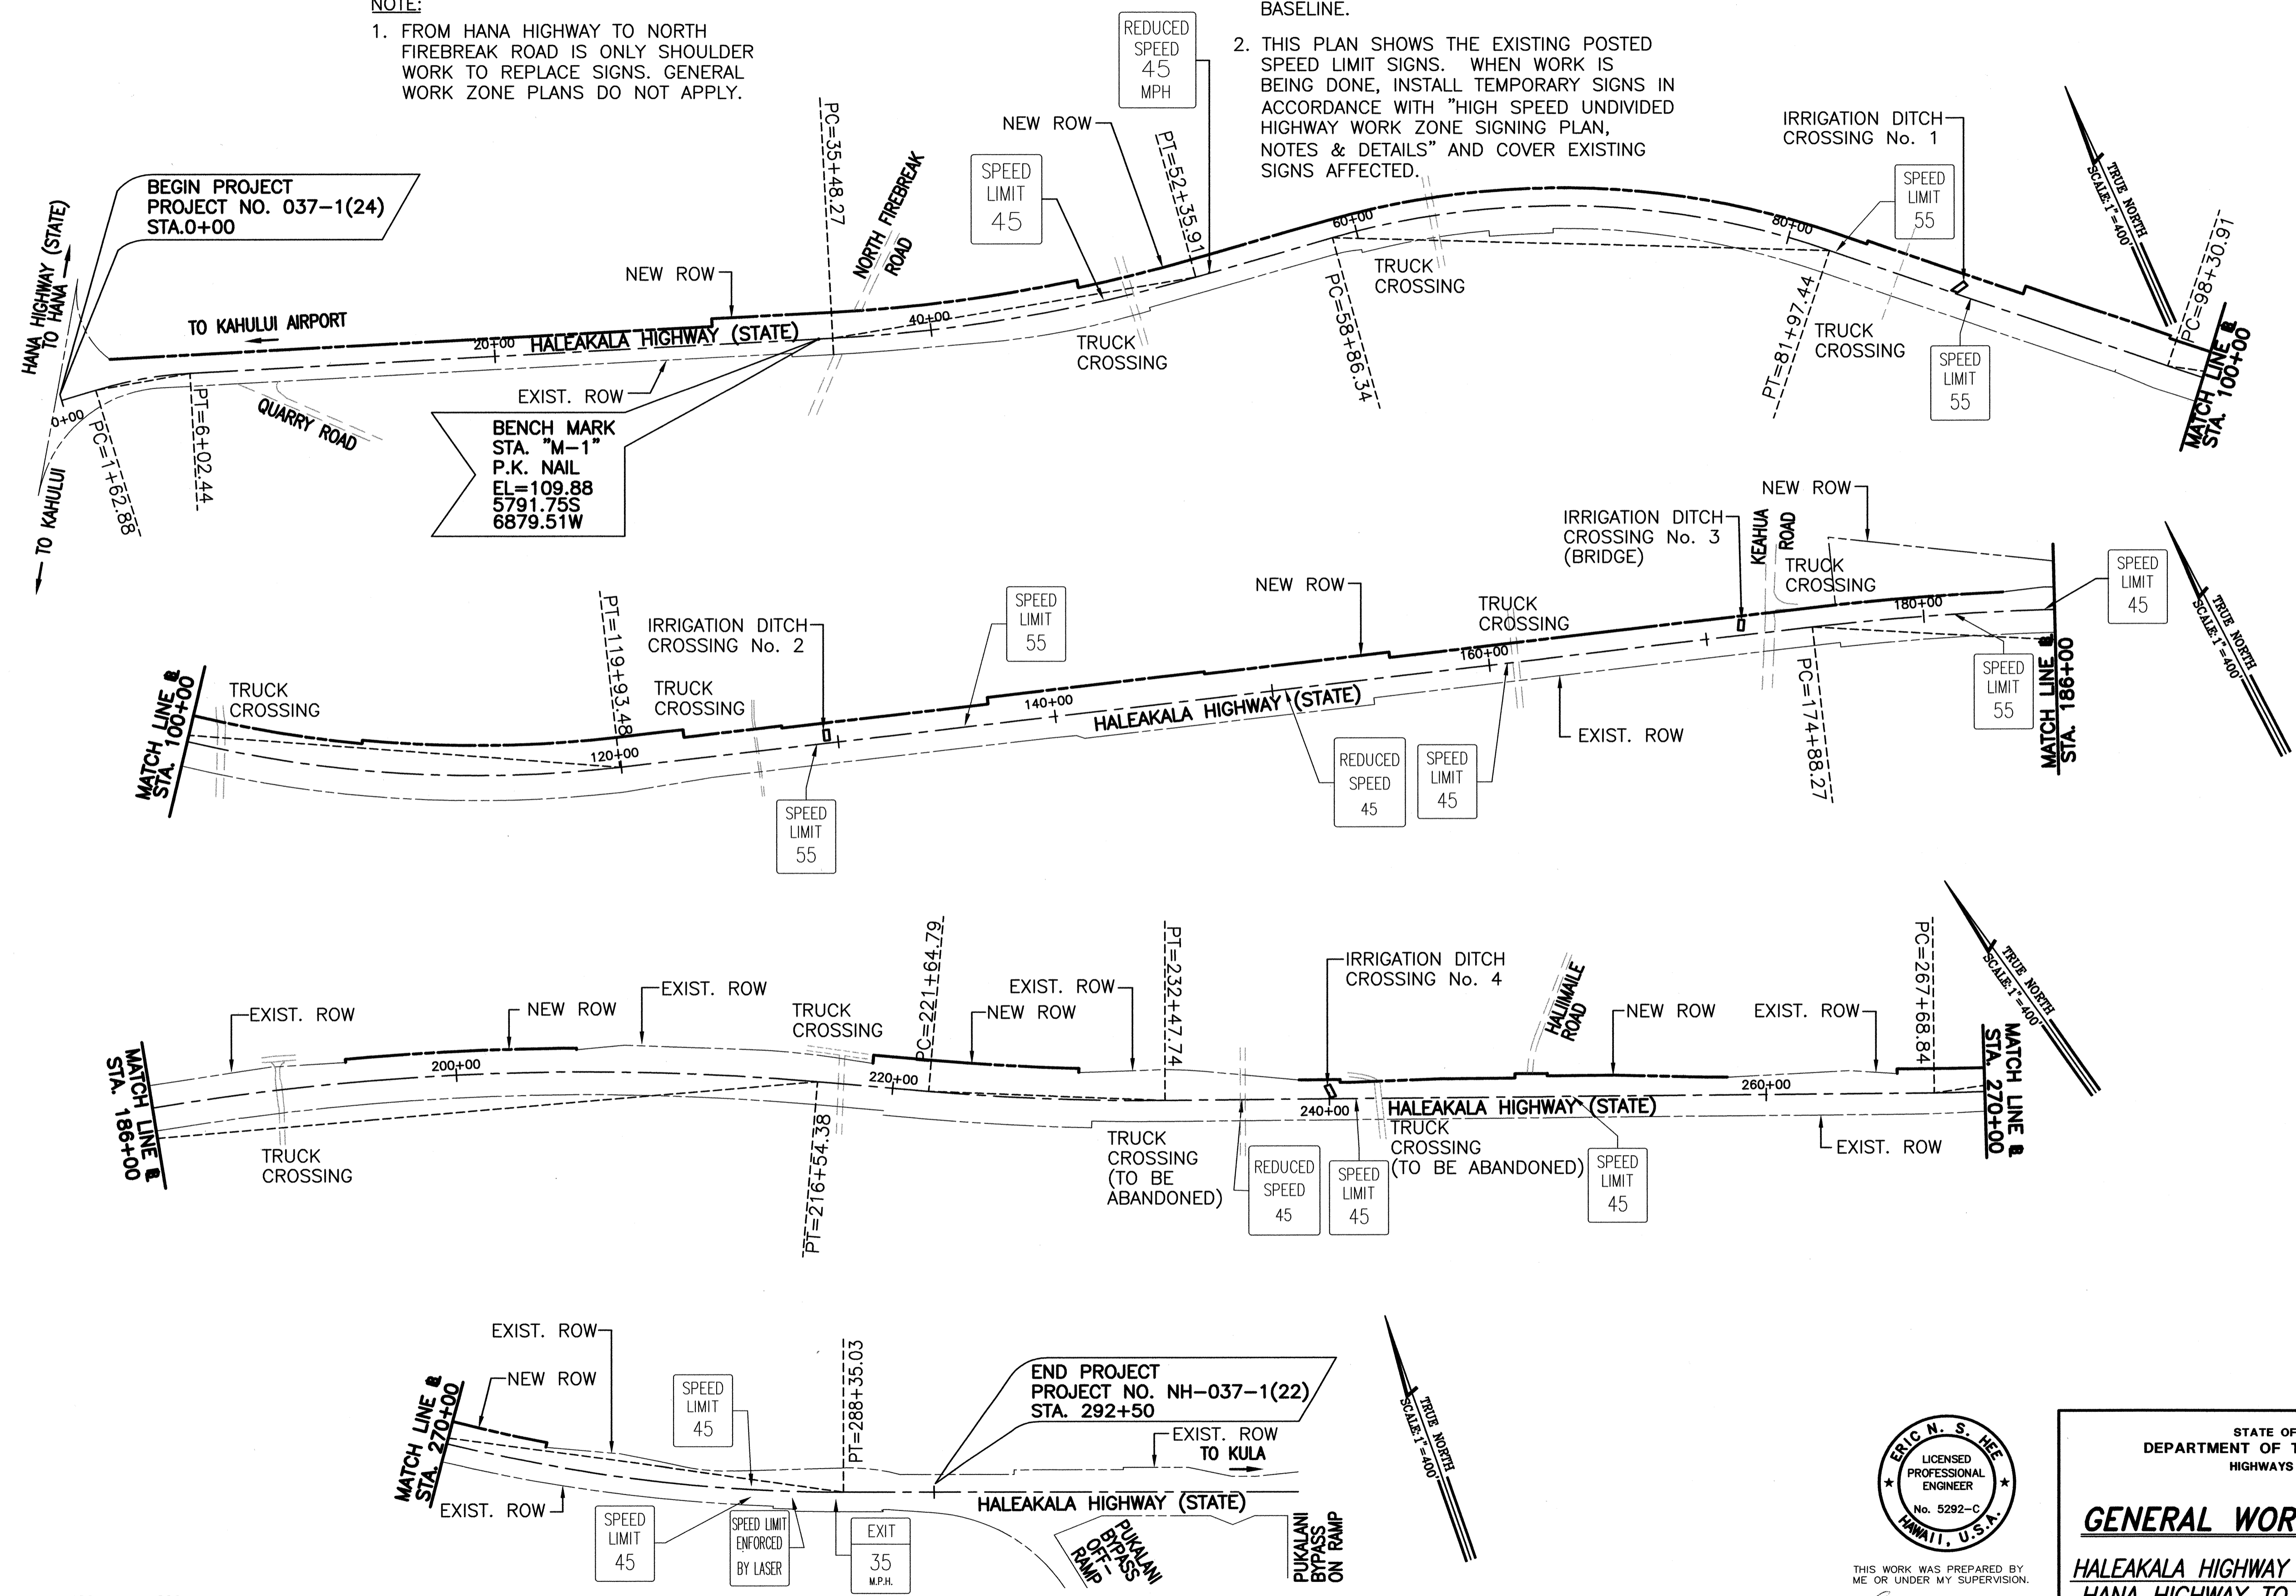 NOTE:
1. FROM HANA HIGHWAY TO NORTH
FIREBREAK ROAD IS ONLY SHOULDER
WORK TO REPLACE SIGNS. GENERAL
WORK ZONE PLANS DO NOT APPLY.
BASELINE.
2. THIS PLAN SHOWS THE EXISTING POSTED
SPEED LIMIT SIGNS. WHEN WORK IS
BEING DONE, INSTALL TEMPORARY SIGNS IN
ACCORDANCE WITH "HIGH SPEED UNDIVIDED
HIGHWAY WORK ZONE SIGNING PLAN,
NOTES & DETAILS" AND COVER EXISTING
SIGNS AFFECTED.
REDUCED
SPEED
45
MPH
NEW ROW
SPEED
LIMIT
45
PC=35+48.27
NORTH FIREBREAK
ROAD
PT=52+35.91
IRRIGATION DITCH
CROSSING No. 1
SPEED
LIMIT
55
TRUE NORTH
SCALE:1"=400'
PC=98+30.91
BEGIN PROJECT
PROJECT NO. 037-1(24)
STA.0+00
HANA HIGHWAY (STATE)
TO HANA
TO KAHULUI AIRPORT
NEW ROW
20+00
HALEAKALA HIGHWAY (STATE)
40+00
60+00
80+00
TRUCK
CROSSING
TRUCK
CROSSING
TRUCK
CROSSING
SPEED
LIMIT
55
MATCH LINE B
STA. 100+00
EXIST. ROW
0+00
QUARRY ROAD
PC=1+62.88
PT=6+02.44
PC=58+86.34
PT=81+97.44
TO KAHULUI
BENCH MARK
STA. "M-1"
P.K. NAIL
EL=109.88
5791.75S
6879.51W
NEW ROW
IRRIGATION DITCH
CROSSING No. 3
(BRIDGE)
KEAHUA
ROAD
TRUCK
CROSSING
SPEED
LIMIT
45
TRUE NORTH
SCALE:1"=400'
PT=119+93.48
IRRIGATION DITCH
CROSSING No. 2
SPEED
LIMIT
55
NEW ROW
TRUCK
CROSSING
180+00
160+00
MATCH LINE B
STA. 100+00
TRUCK
CROSSING
TRUCK
CROSSING
140+00
120+00
HALEAKALA HIGHWAY (STATE)
SPEED
LIMIT
55
REDUCED
SPEED
45
SPEED
LIMIT
45
EXIST. ROW
PC=174+88.27
SPEED
LIMIT
55
MATCH LINE B
STA. 186+00
PC=221+64.79
PT=232+47.74
IRRIGATION DITCH
CROSSING No. 4
HALIIMAILE
ROAD
PC=267+68.84
TRUE NORTH
SCALE:1"=400'
EXIST. ROW
NEW ROW
EXIST. ROW
TRUCK
CROSSING
EXIST. ROW
NEW ROW
NEW ROW
EXIST. ROW
MATCH LINE B
STA. 186+00
200+00
220+00
240+00
260+00
HALEAKALA HIGHWAY (STATE)
MATCH LINE B
STA. 270+00
TRUCK
CROSSING
PT=216+54.38
TRUCK
CROSSING
(TO BE
ABANDONED)
REDUCED
SPEED
45
SPEED
LIMIT
45
TRUCK
CROSSING
(TO BE ABANDONED)
SPEED
LIMIT
45
EXIST. ROW
EXIST. ROW
NEW ROW
MATCH LINE B
STA. 270+00
SPEED
LIMIT
45
PT=288+35.03
END PROJECT
PROJECT NO. NH-037-1(22)
STA. 292+50
EXIST. ROW
TO KULA
TRUE NORTH
SCALE:1"=400'
EXIST. ROW
HALEAKALA HIGHWAY (STATE)
SPEED
LIMIT
45
SPEED LIMIT
ENFORCED
BY LASER
EXIT
35
M.P.H.
PUKALANI
BYPASS
OFF-
RAMP
PUKALANI
BYPASS
ON RAMP
ERIC N. S. HEE
LICENSED
PROFESSIONAL
ENGINEER
No. 5292-C
HAWAII, U.S.A.
THIS WORK WAS PREPARED BY
ME OR UNDER MY SUPERVISION.
STATE OF
DEPARTMENT OF T
HIGHWAYS
GENERAL WOR
HALEAKALA HIGHWAY
HANA HIGHWAY TO